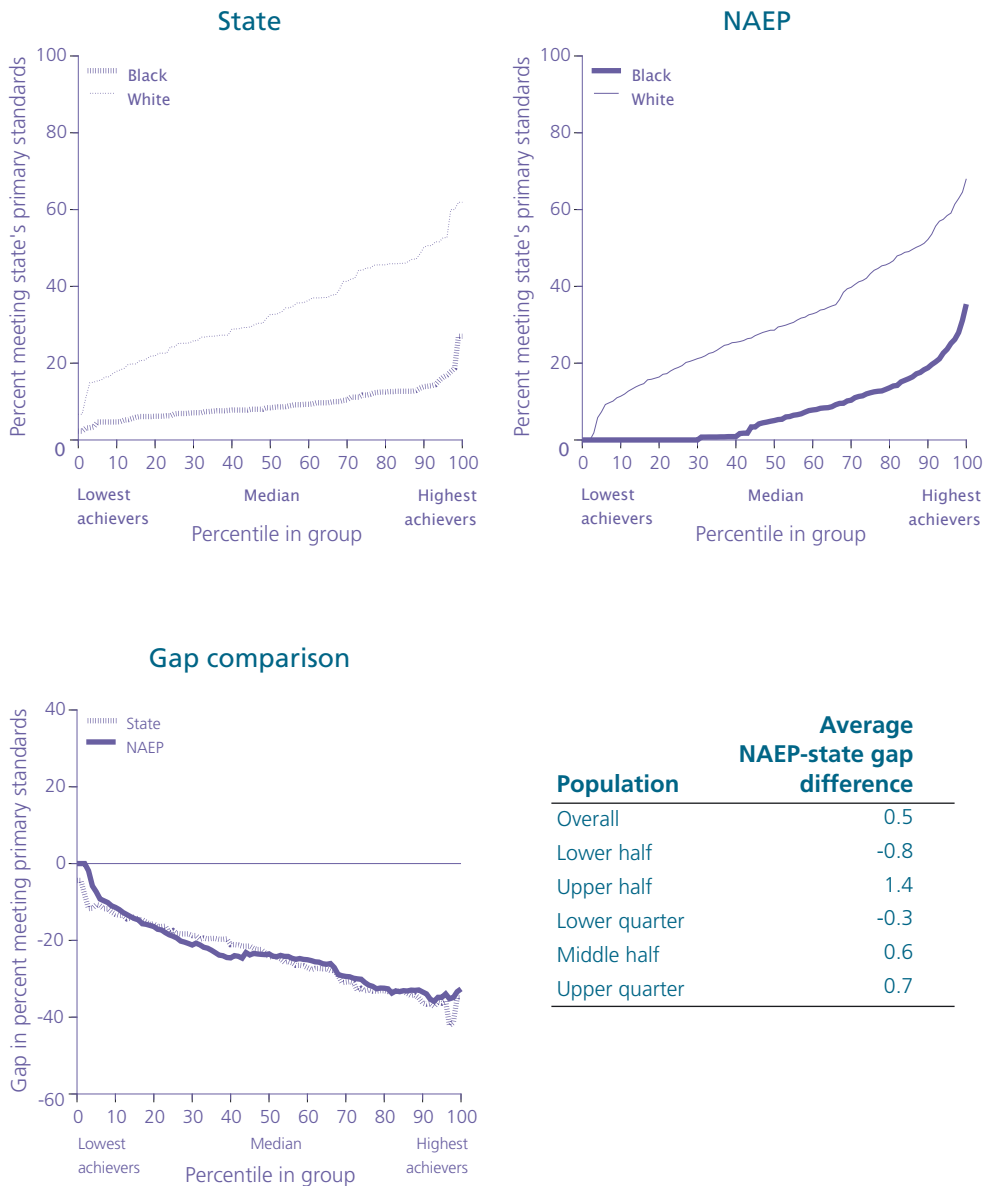 State
Percent meeting state's primary standards
100
80
60
40
20
0
Black
White
0 10 20 30 40 50 60 70 80 90 100
Lowest achievers
Median
Highest achievers
Percentile in group
NAEP
Percent meeting state's primary standards
100
80
60
40
20
0
Black
White
0 10 20 30 40 50 60 70 80 90 100
Lowest achievers
Median
Highest achievers
Percentile in group
Gap comparison
Gap in percent meeting primary standards
40
20
0
-20
-40
-60
State
NAEP
0 10 20 30 40 50 60 70 80 90 100
Lowest achievers
Median
Highest achievers
Percentile in group
Population
Average
NAEP-state gap
difference
Overall 0.5
Lower half -0.8
Upper half 1.4
Lower quarter -0.3
Middle half 0.6
Upper quarter 0.7